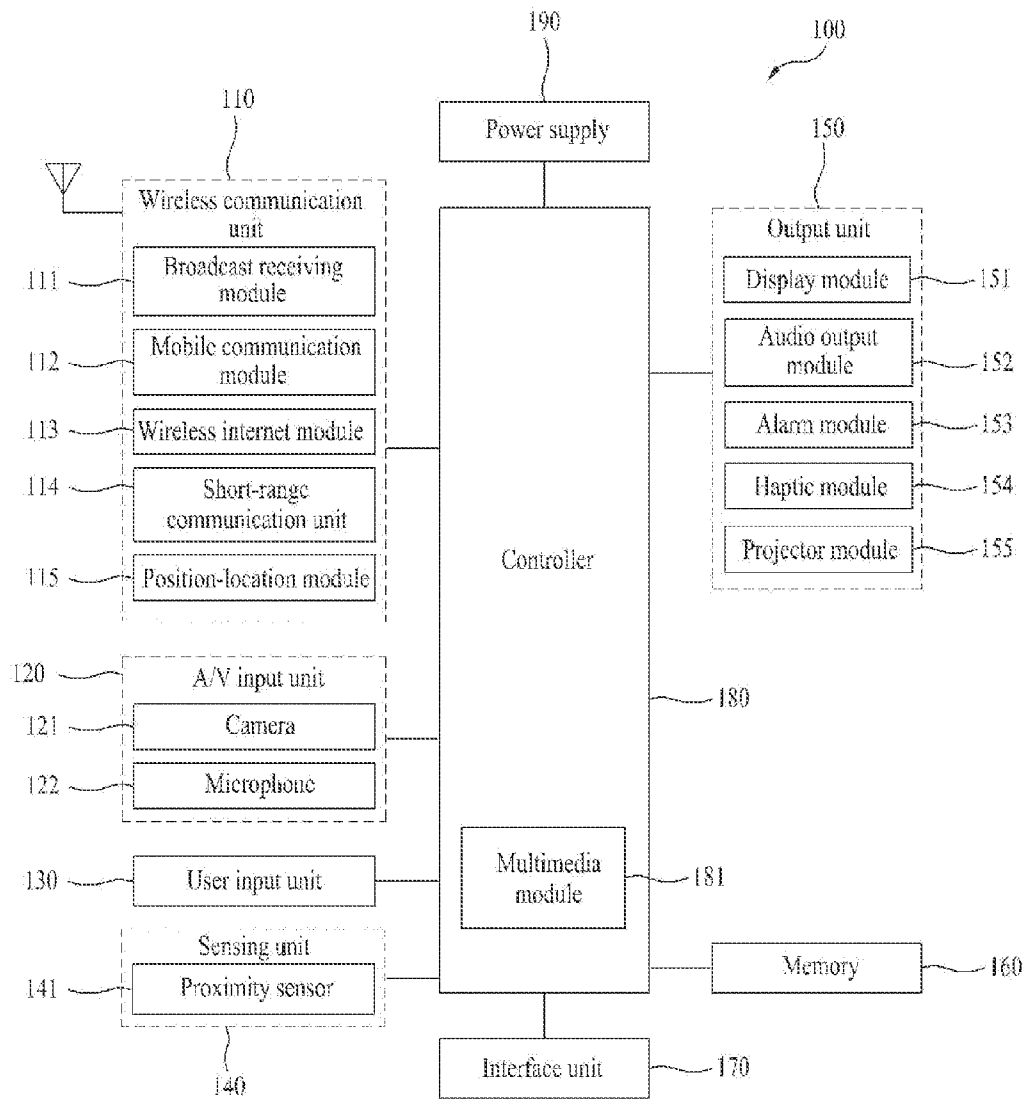 190
100
Power supply
110
Wireless communication
unit
111
Broadcast receiving
module
112
Mobile communication
module
113
Wireless internet module
114
Short-range
communication unit
115
Position-location module
120
A/V input unit
121
Camera
122
Microphone
130
User input unit
Sensing unit
141
Proximity sensor
140
Controller
180
Multimedia
module
181
150
Output unit
Display module
151
Audio output
module
152
Alarm module
153
Haptic module
154
Projector module
155
Memory
160
Interface unit
170